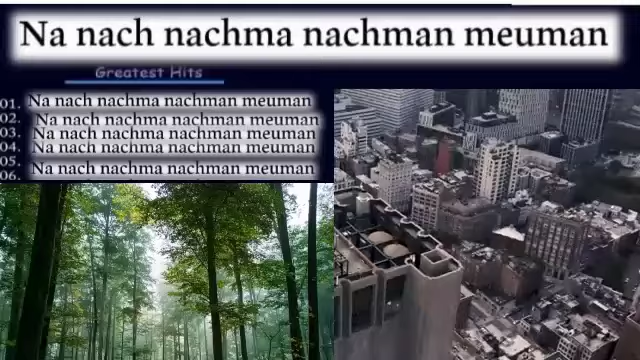 Na nach nachma nachman meuman
Greatest Hits
01. Na nach nachma nachman meuman
02. Na nach nachma nachman meuman
03. Na nach nachma nachman meuman
04. Na nach nachma nachman meuman
05. Na nach nachma nachman meuman
06.